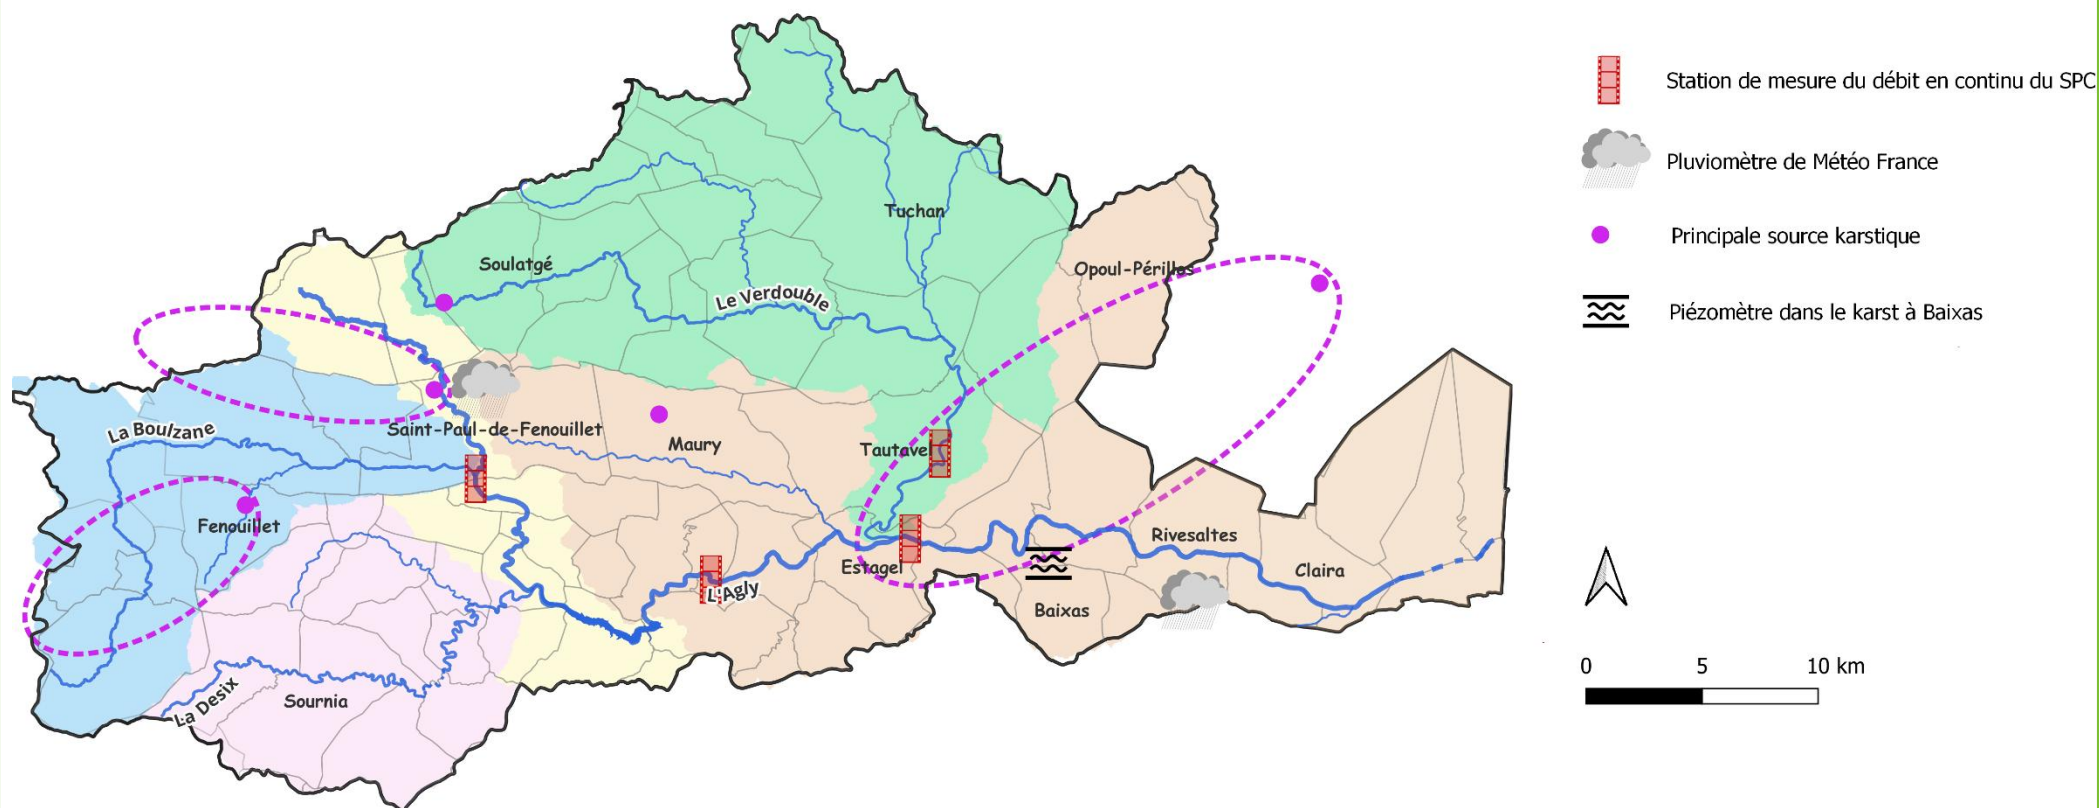 Station de mesure du débit en continu du SPC
Pluviomètre de Météo France
Principale source karstique
Piézomètre dans le karst à Baixas
Tuchan
Soulatgé
Opoul-Périllos
Le Verdouble
La Boulzane
Saint-Paul-de-Fenouillet
Maury
Tautavel
Fenouillet
Rivesaltes
Estagel
Claira
L'Agly
Baixas
La Desix
Sournia
0 5 10 km